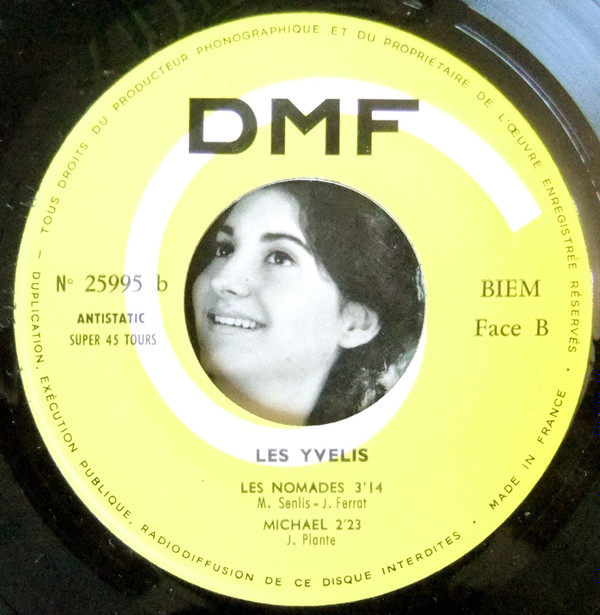 TOUS DROITS DU PRODUCTEUR PHONOGRAPHIQUE ET DU PROPRIÉTAIRE DE L'ŒUVRE ENREGISTRÉE RÉSERVÉS •
DMF
Nº 25995 b
ANTISTATIC
SUPER 45 TOURS
BIEM
Face B
LES YVELIS
LES NOMADES 3'14
M. Senlis - J. Ferrat
MICHAEL 2'23
J. Plante
DUPLICATION, EXÉCUTION PUBLIQUE, RADIODIFFUSION DE CE DISQUE INTERDITES • MADE IN FRANCE